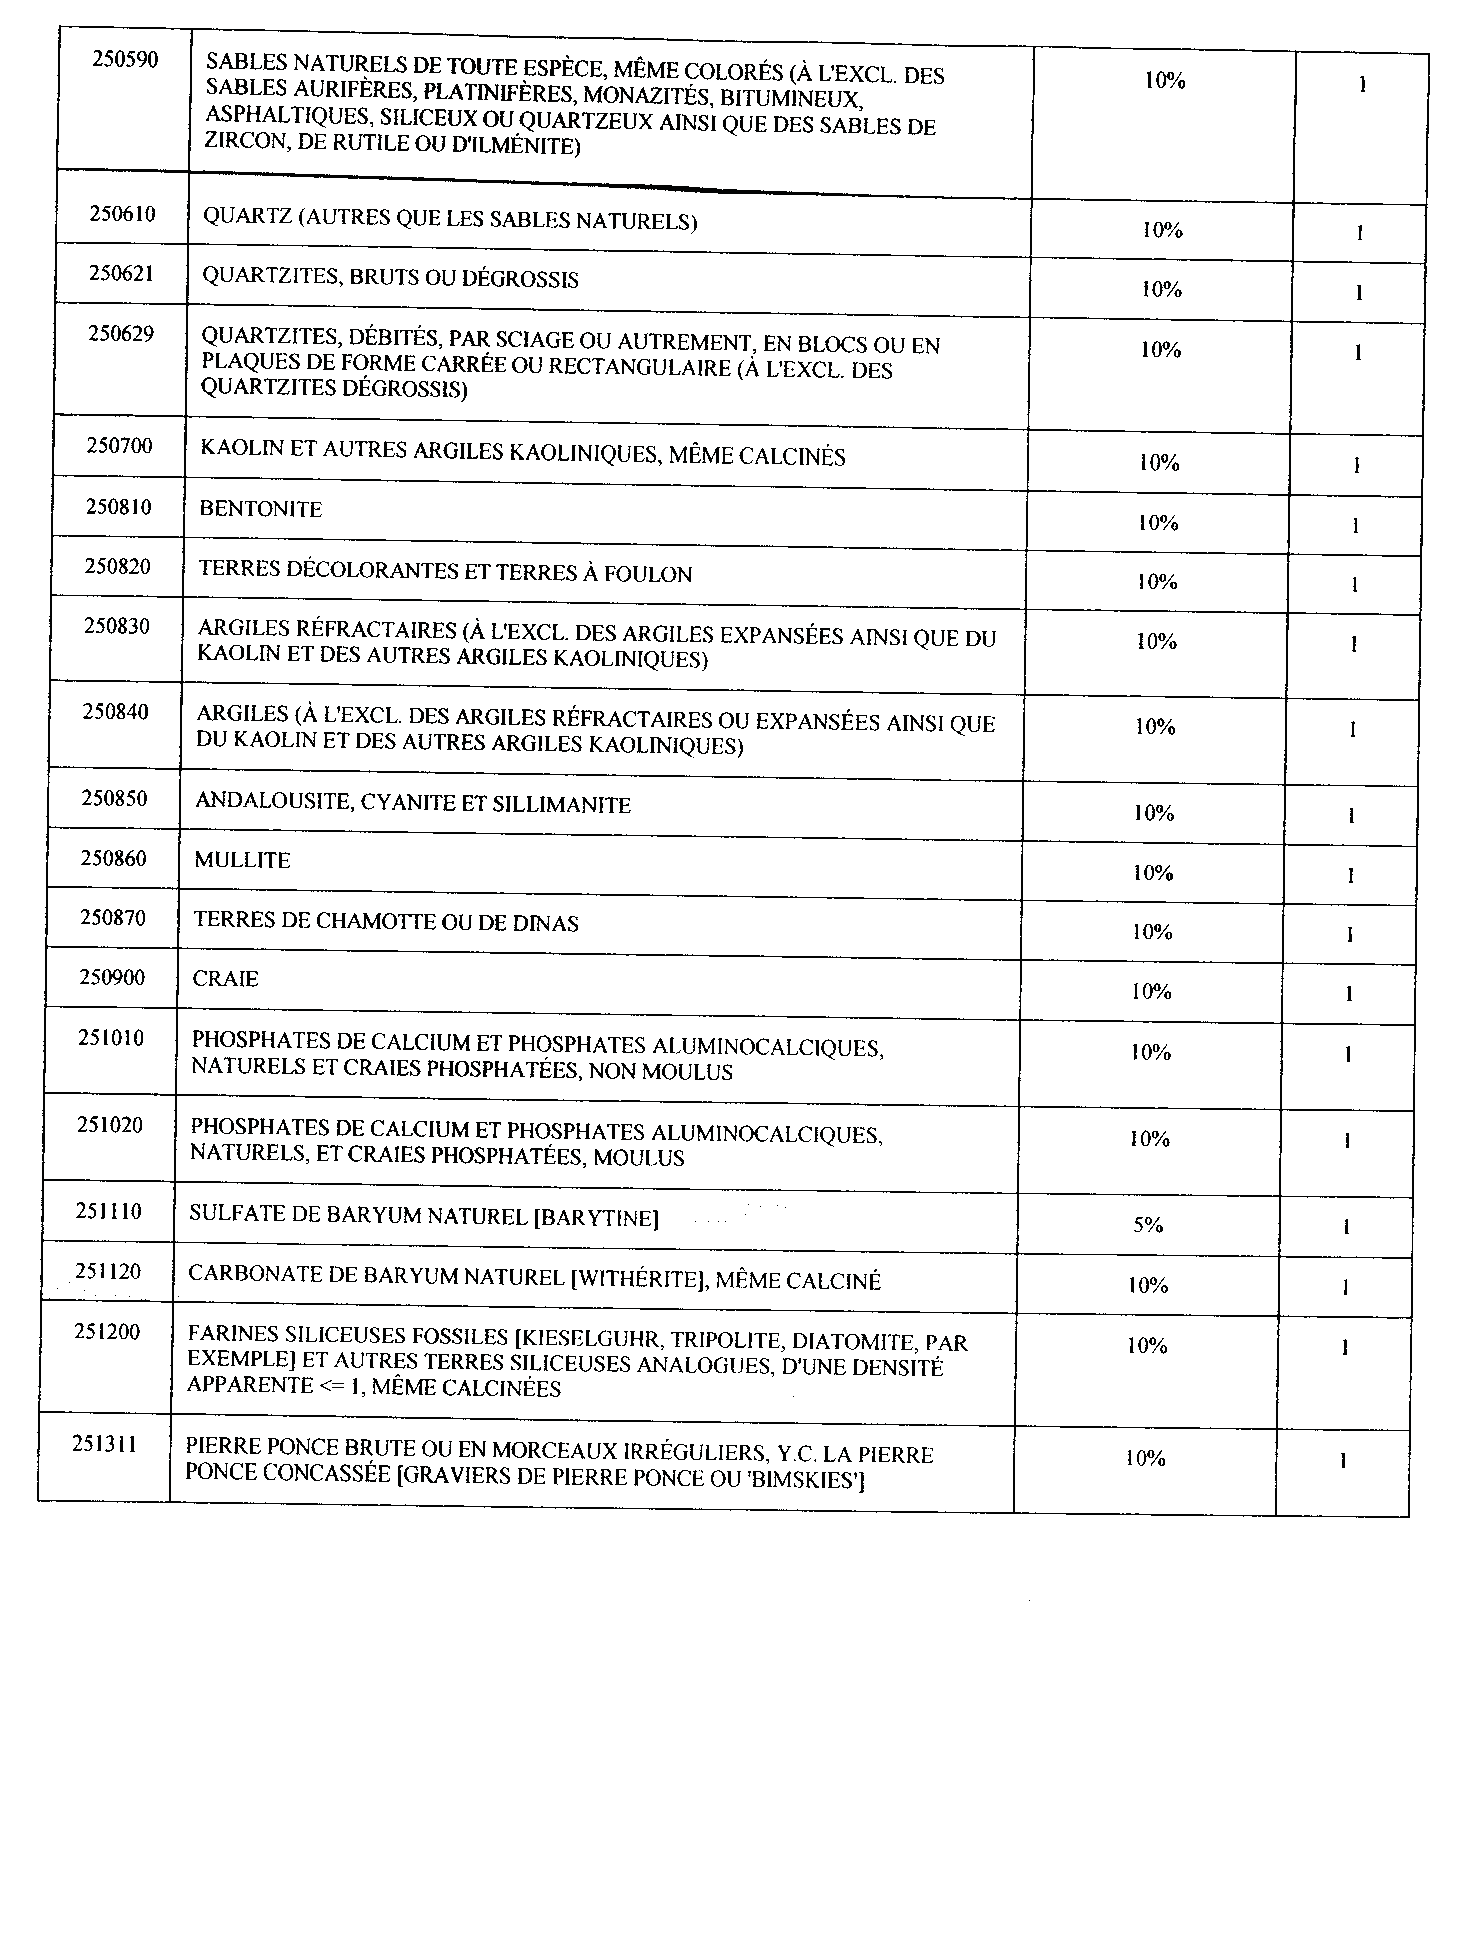 250590 SABLES NATURELS DE TOUTE ESPÈCE, MÊME COLORÉS (À L'EXCL. DES 10% 1
SABLES AURIFÈRES, PLATINIFÈRES, MONAZITÉS, BITUMINEUX,
ASPHALTIQUES, SILICEUX OU QUARTZEUX AINSI QUE DES SABLES DE
ZIRCON, DE RUTILE OU D'ILMÉNITE)
250610 QUARTZ (AUTRES QUE LES SABLES NATURELS) 10% 1
250621 QUARTZITES, BRUTS OU DÉGROSSIS 10% 1
250629 QUARTZITES, DÉBITÉS, PAR SCIAGE OU AUTREMENT, EN BLOCS OU EN 10% 1
PLAQUES DE FORME CARRÉE OU RECTANGULAIRE (À L'EXCL. DES
QUARTZITES DÉGROSSIS)
250700 KAOLIN ET AUTRES ARGILES KAOLINIQUES, MÊME CALCINÉS 10% 1
250810 BENTONITE 10% 1
250820 TERRES DÉCOLORANTES ET TERRES À FOULON 10% 1
250830 ARGILES RÉFRACTAIRES (À L'EXCL. DES ARGILES EXPANSÉES AINSI QUE DU 10% 1
KAOLIN ET DES AUTRES ARGILES KAOLINIQUES)
250840 ARGILES (À L'EXCL. DES ARGILES RÉFRACTAIRES OU EXPANSÉES AINSI QUE 10% 1
DU KAOLIN ET DES AUTRES ARGILES KAOLINIQUES)
250850 ANDALOUSITE, CYANITE ET SILLIMANITE 10% 1
250860 MULLITE 10% 1
250870 TERRES DE CHAMOTTE OU DE DINAS 10% 1
250900 CRAIE 10% 1
251010 PHOSPHATES DE CALCIUM ET PHOSPHATES ALUMINOCALCIQUES, 10% 1
NATURELS ET CRAIES PHOSPHATÉES, NON MOULUS
251020 PHOSPHATES DE CALCIUM ET PHOSPHATES ALUMINOCALCIQUES, 10% 1
NATURELS, ET CRAIES PHOSPHATÉES, MOULUS
251110 SULFATE DE BARYUM NATUREL [BARYTINE] 5% 1
251120 CARBONATE DE BARYUM NATUREL [WITHÉRITE], MÊME CALCINÉ 10% 1
251200 FARINES SILICEUSES FOSSILES [KIESELGUHR, TRIPOLITE, DIATOMITE, PAR 10% 1
EXEMPLE] ET AUTRES TERRES SILICEUSES ANALOGUES, D'UNE DENSITÉ
APPARENTE <= 1, MÊME CALCINÉES
251311 PIERRE PONCE BRUTE OU EN MORCEAUX IRRÉGULIERS, Y.C. LA PIERRE 10% 1
PONCE CONCASSÉE [GRAVIERS DE PIERRE PONCE OU 'BIMSKIES']